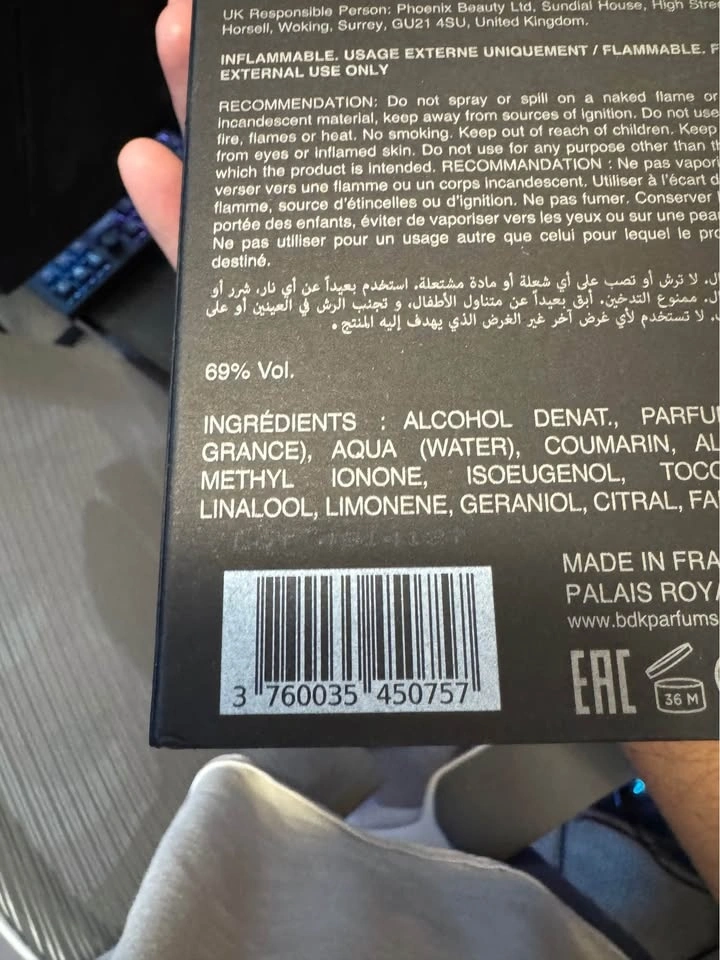 UK Responsible Person: Phoenix Beauty Ltd, Sundial House, High
Horsell, Woking, Surrey, GU21 4SU, United Kingdom.
INFLAMMABLE. USAGE EXTERNE UNIQUEMENT / FLAMMABLE.
EXTERNAL USE ONLY
RECOMMENDATION: Do not spray or spill on a naked flame or
incandescent material, keep away from sources of ignition. Do not use
fire, flames or heat. No smoking. Keep out of reach of children. Keep
from eyes or inflamed skin. Do not use for any purpose other than
which the product is intended. RECOMMANDATION : Ne pas
verser vers une flamme ou un corps incandescent. Utiliser à l'écart
flamme, source d'étincelles ou d'ignition. Ne pas fumer. Conserver
portée des enfants, éviter de vaporiser vers les yeux ou sur une
Ne pas utiliser pour un usage autre que celui pour lequel le
destiné.
لا ترش أو تصب على أي شعلة أو مادة مشتعلة. استخدم بعيداً عن أي نار، شرر أو
ممنوع التدخين. أبق بعيداً عن متناول الأطفال، و تجنب الرش في العينين أو على
لا تستخدم لأي غرض آخر غير الغرض الذي يهدف إليه المنتج.
69% Vol.
INGRÉDIENTS : ALCOHOL DENAT.,
GRANCE), AQUA (WATER), COUMARIN,
METHYL IONONE, ISOEUGENOL,
LINALOOL, LIMONENE, GERANIOL, CITRAL,
MADE IN
PALAIS
www.bdkparfums
3 760035 450757
EAC
36 M